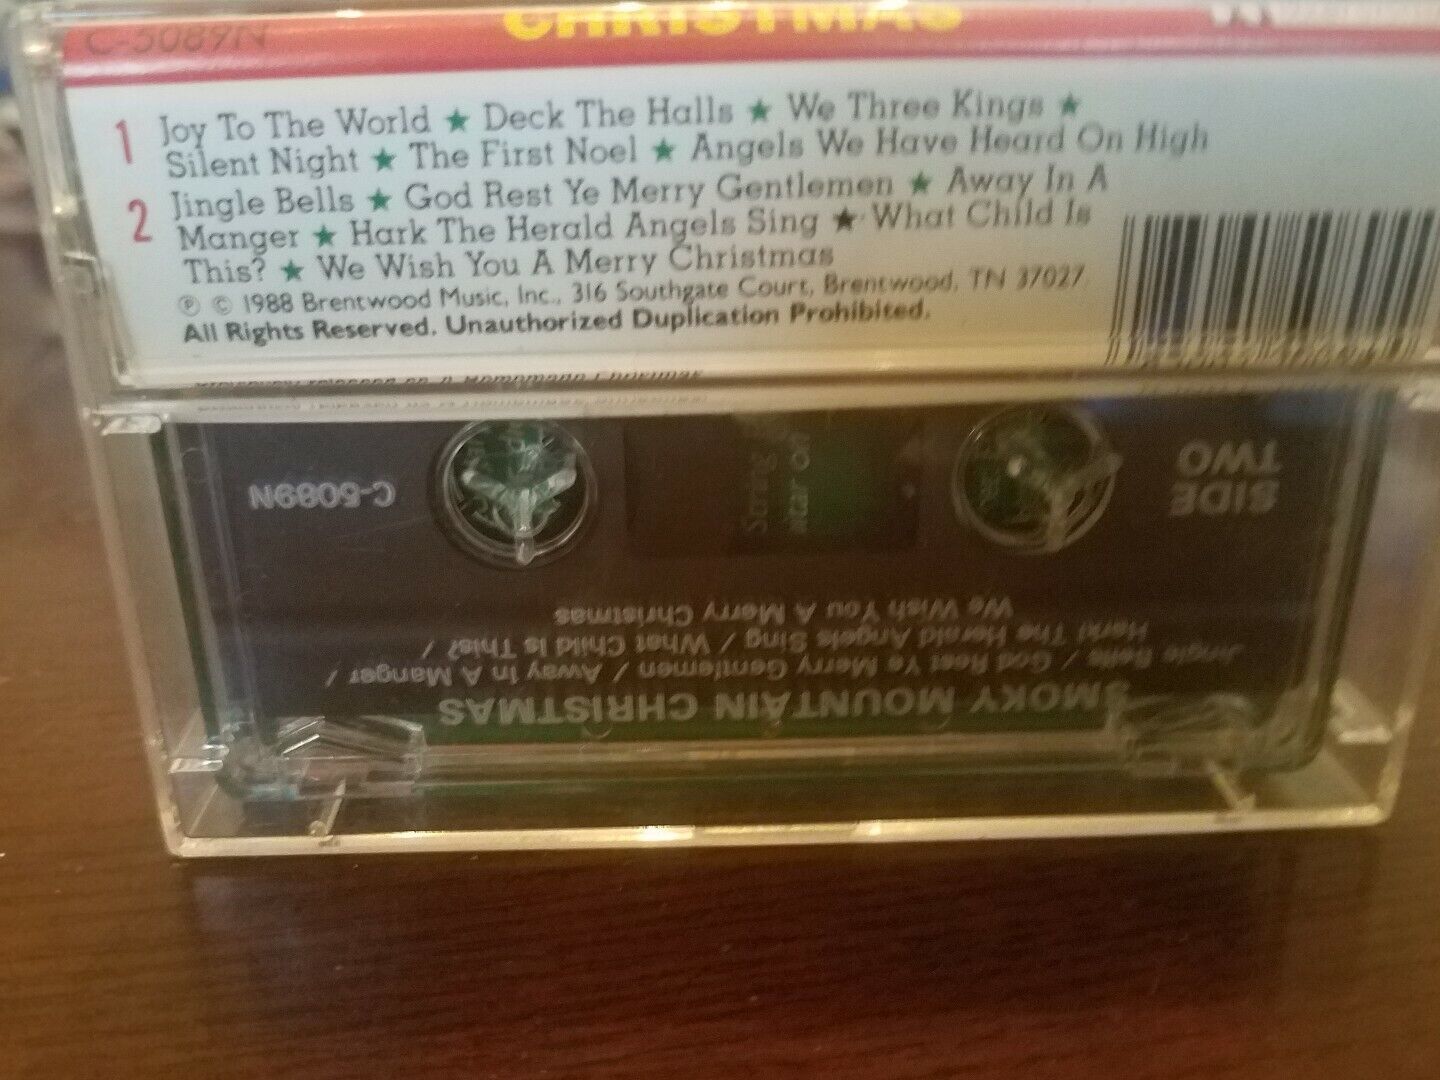 C-5089N
CHRISTMAS
1 Joy To The World ★ Deck The Halls ★ We Three Kings ★
Silent Night ★ The First Noel ★ Angels We Have Heard On High
2 Jingle Bells ★ God Rest Ye Merry Gentlemen ★ Away In A
Manger ★ Hark The Herald Angels Sing ★ What Child Is
This? ★ We Wish You A Merry Christmas
℗ © 1988 Brentwood Music, Inc., 316 Southgate Court, Brentwood, TN 37027
All Rights Reserved. Unauthorized Duplication Prohibited.
SMOKY MOUNTAIN CHRISTMAS
Jingle Bells / God Rest Ye Merry Gentlemen / Away In A Manger /
Hark! The Herald Angels Sing / What Child Is This? /
We Wish You A Merry Christmas
SIDE
TWO
C-5089N